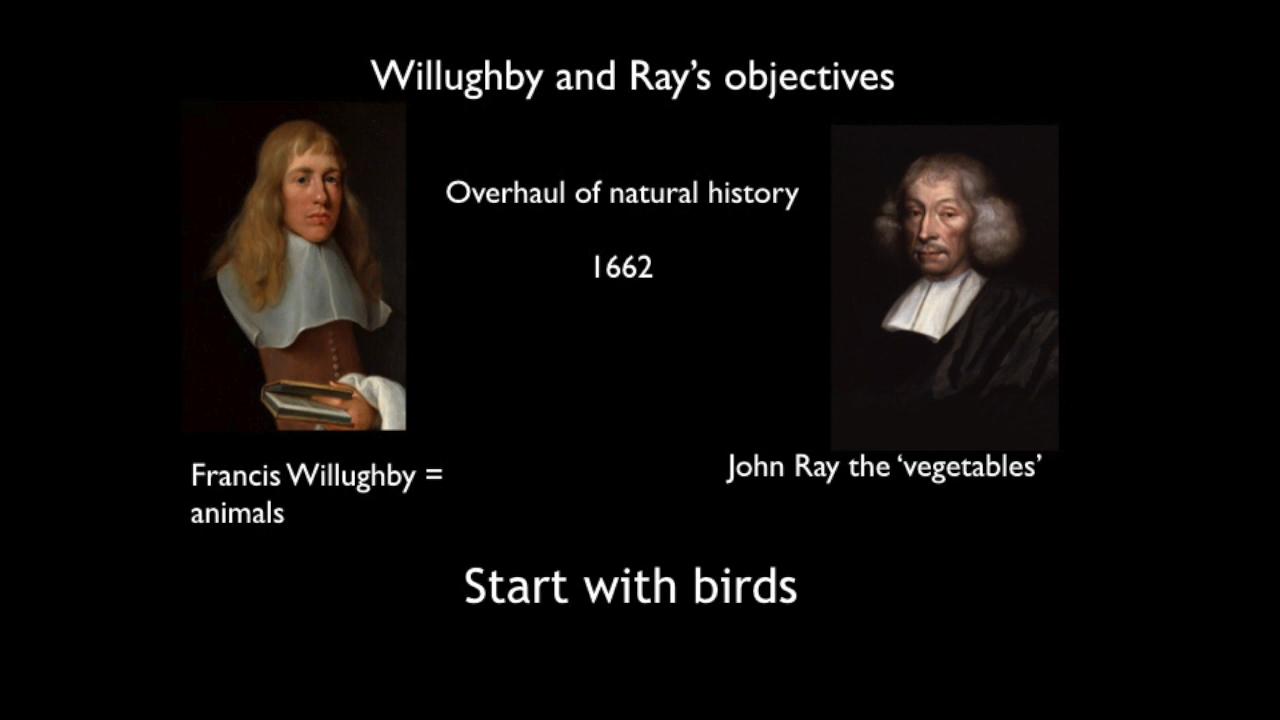 Willughby and Ray’s objectives
Overhaul of natural history
1662
Francis Willughby =
animals
John Ray the ‘vegetables’
Start with birds